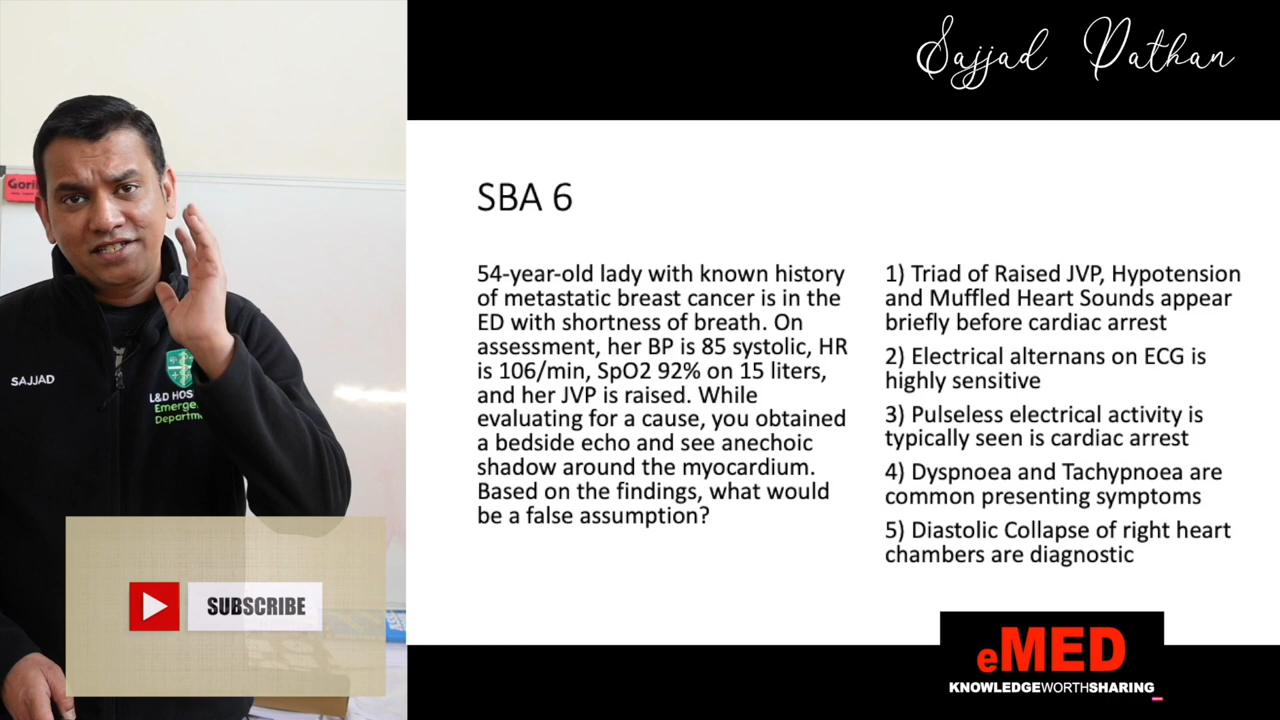 Sajjad Pathan
Gori
SBA 6
54-year-old lady with known history
of metastatic breast cancer is in the
ED with shortness of breath. On
assessment, her BP is 85 systolic, HR
is 106/min, SpO2 92% on 15 liters,
and her JVP is raised. While
evaluating for a cause, you obtained
a bedside echo and see anechoic
shadow around the myocardium.
Based on the findings, what would
be a false assumption?
1) Triad of Raised JVP, Hypotension
and Muffled Heart Sounds appear
briefly before cardiac arrest
2) Electrical alternans on ECG is
highly sensitive
3) Pulseless electrical activity is
typically seen is cardiac arrest
4) Dyspnoea and Tachypnoea are
common presenting symptoms
5) Diastolic Collapse of right heart
chambers are diagnostic
SAJJAD
L&D HOS
Emerge
Departm
SUBSCRIBE
eMED
KNOWLEDGEWORTHSHARING